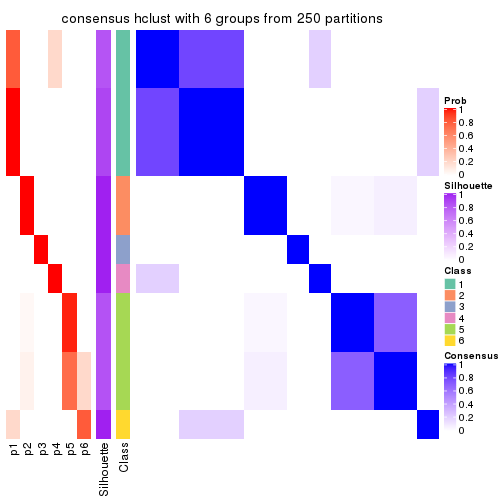 consensus hclust with 6 groups from 250 partitions
Prob
1
0.8
0.6
0.4
0.2
0
Silhouette
1
0.8
0.6
0.4
0.2
0
Class
1
2
3
4
5
6
Consensus
1
0.8
0.6
0.4
0.2
0
p1
p2
p3
p4
p5
p6
Silhouette
Class